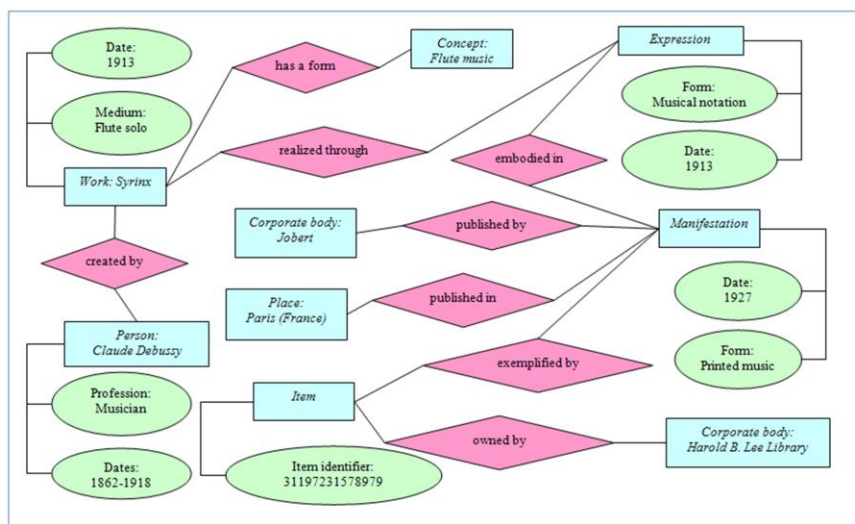 Date:
1913
Medium:
Flute solo
Work: Syrinx
created by
Person:
Claude Debussy
Profession:
Musician
Dates:
1862-1918
has a form
Concept:
Flute music
realized through
Expression
Form:
Musical notation
Date:
1913
embodied in
Corporate body:
Jobert
published by
Manifestation
Place:
Paris (France)
published in
Date:
1927
Form:
Printed music
exemplified by
Item
Item identifier:
31197231578979
owned by
Corporate body:
Harold B. Lee Library